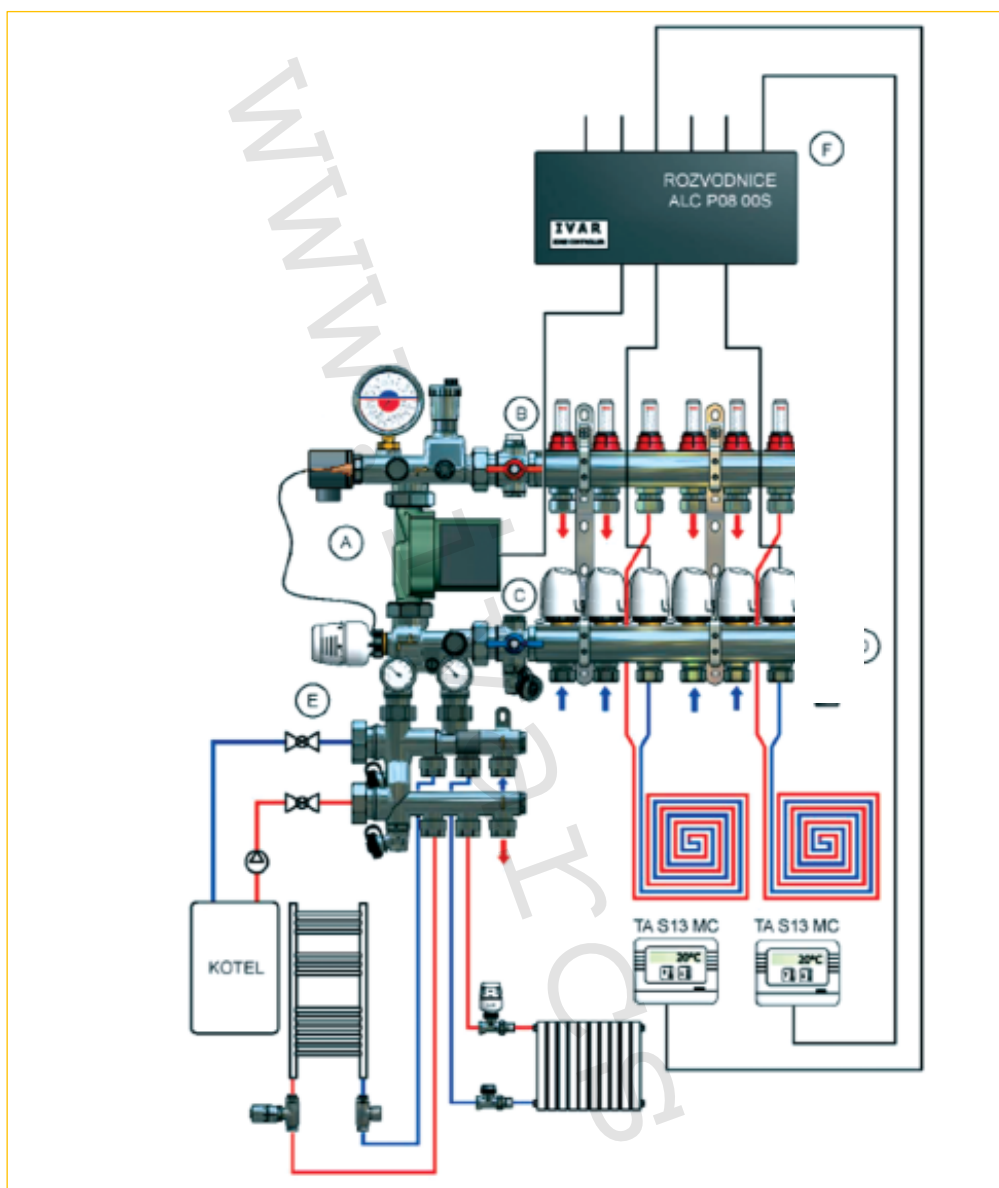 F
ROZVODNICE
ALC P08 00S
IVAR
B
A
C
E
TA S13 MC
TA S13 MC
20°C
20°C
KOTEL